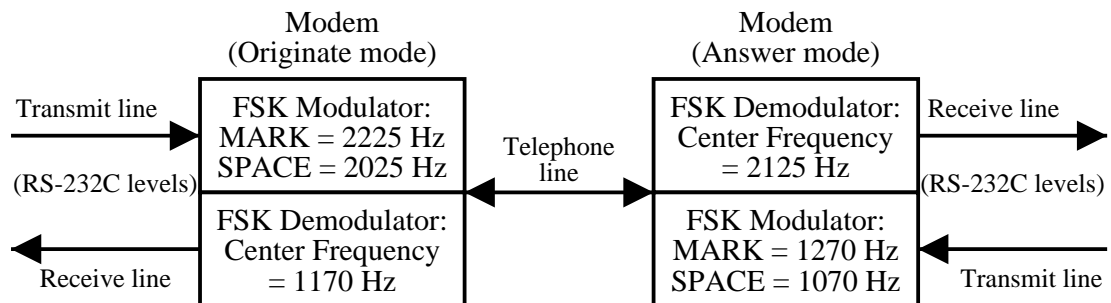 Modem
(Originate mode)
Modem
(Answer mode)
Transmit line
(RS-232C levels)
Receive line
FSK Modulator:
MARK = 2225 Hz
SPACE = 2025 Hz
FSK Demodulator:
Center Frequency
= 1170 Hz
Telephone
line
FSK Demodulator:
Center Frequency
= 2125 Hz
FSK Modulator:
MARK = 1270 Hz
SPACE = 1070 Hz
Receive line
(RS-232C levels)
Transmit line